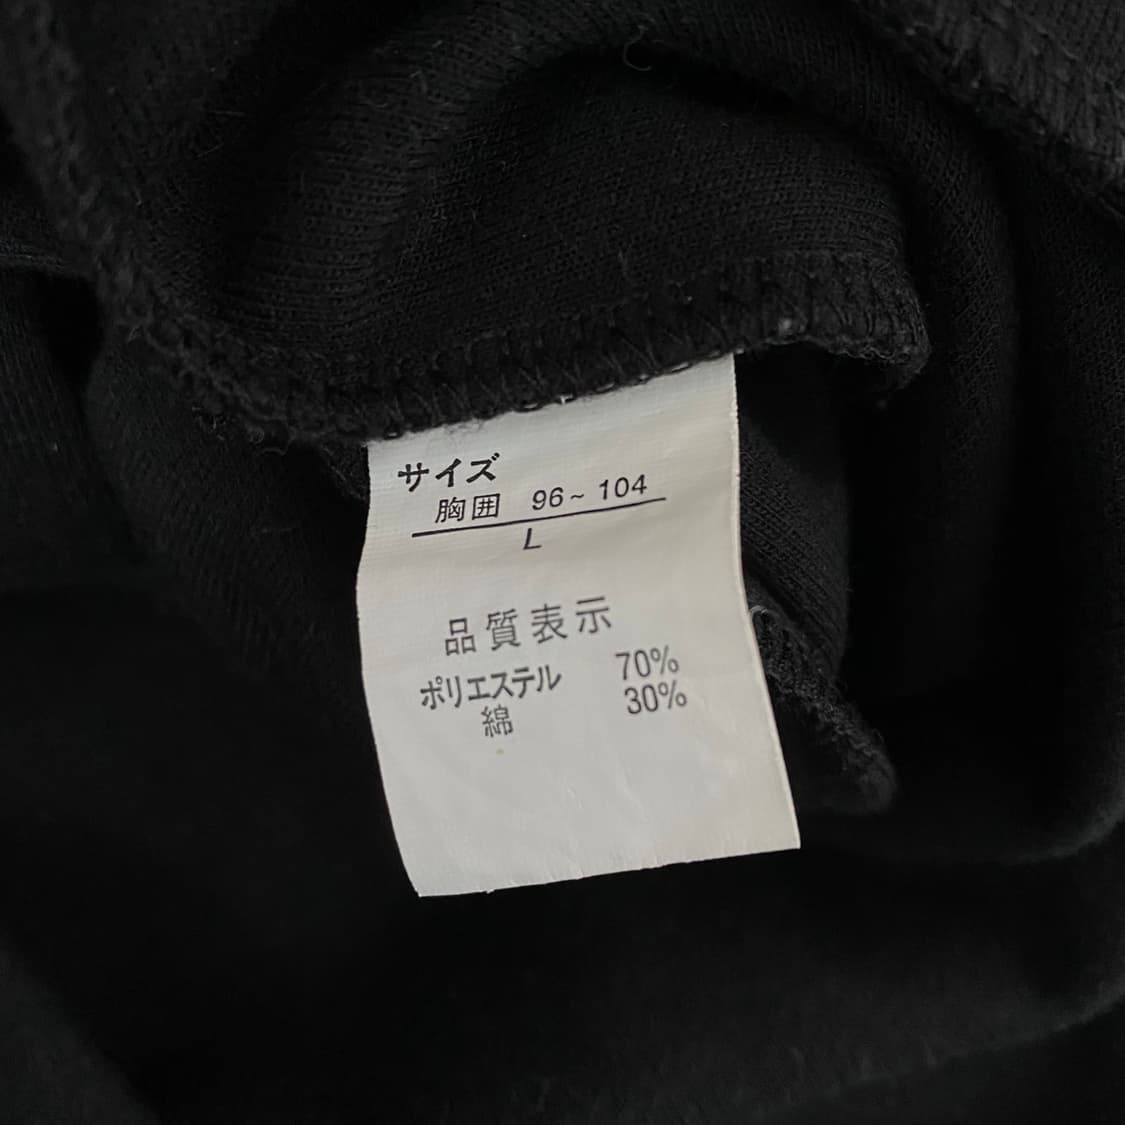 サイズ
胸囲 96~104
L
品質表示
ポリエステル 70%
綿 30%